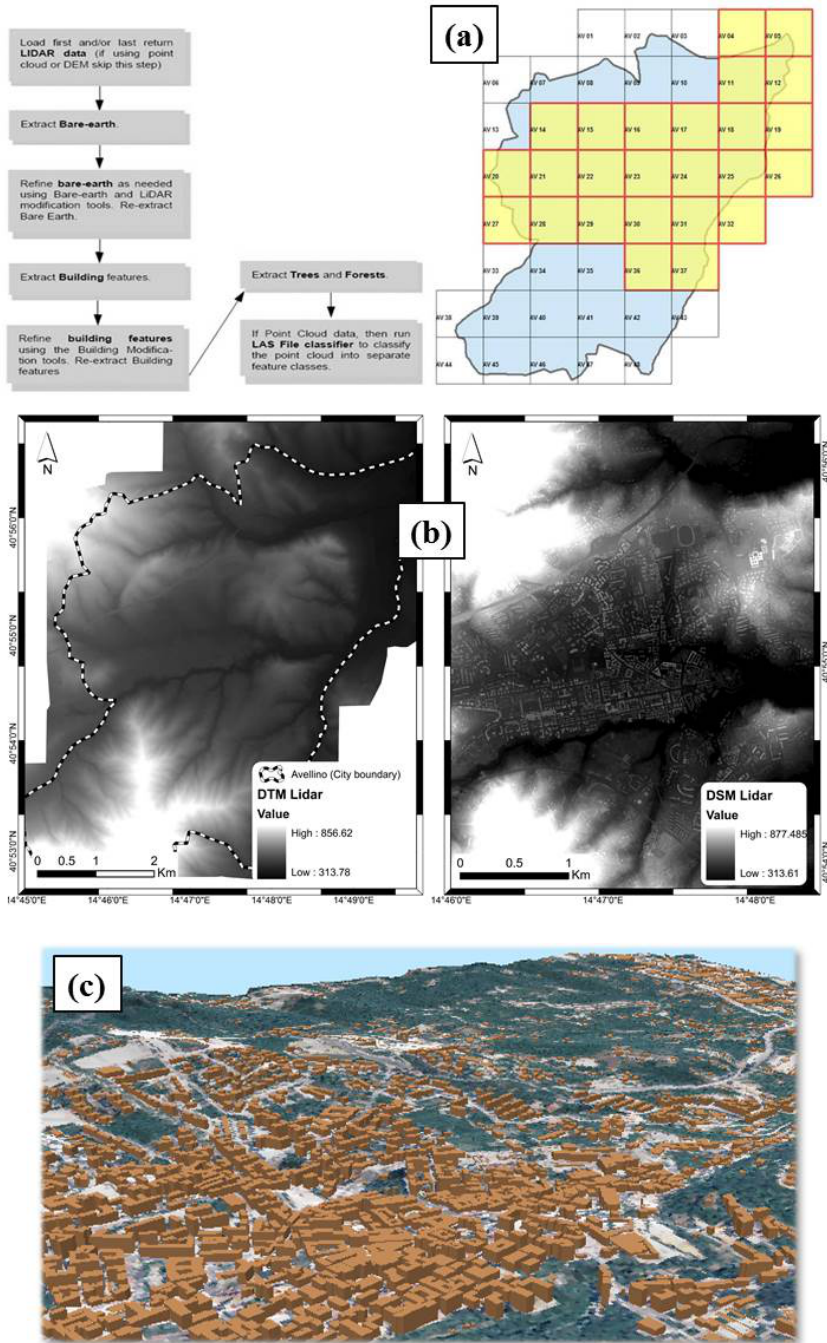 Load first and/or last return
LIDAR data (if using point
cloud or DEM skip this step)
Extract Bare-earth.
Refine bare-earth as needed
using Bare-earth and LiDAR
modification tools. Re-extract
Bare Earth.
Extract Building features.
Refine building features
using the Building Modifica-
tion tools. Re-extract Building
features
Extract Trees and Forests.
If Point Cloud data, then run
LAS File classifier to classify
the point cloud into separate
feature classes.
(a)
AV 01 AV 02 AV 03 AV 04 AV 05
AV 06 AV 07 AV 08 AV 09 AV 10 AV 11 AV 12
AV 13 AV 14 AV 15 AV 16 AV 17 AV 18 AV 19
AV 20 AV 21 AV 22 AV 23 AV 24 AV 25 AV 26
AV 27 AV 28 AV 29 AV 30 AV 31 AV 32
AV 33 AV 34 AV 35 AV 36 AV 37
AV 38 AV 39 AV 40 AV 41 AV 42 AV 43
AV 44 AV 45 AV 46 AV 47 AV 48
(b)
N
40°56'0"N
40°55'0"N
40°54'0"N
40°53'0"N
Avellino (City boundary)
DTM Lidar
Value
High : 856.62
Low : 313.78
0 0.5 1 2
Km
14°45'0"E 14°46'0"E 14°47'0"E 14°48'0"E 14°49'0"E
N
40°56'0"N
40°55'0"N
40°54'0"N
DSM Lidar
Value
High : 877.485
Low : 313.61
0 0.5 1
Km
14°46'0"E 14°47'0"E 14°48'0"E
(c)